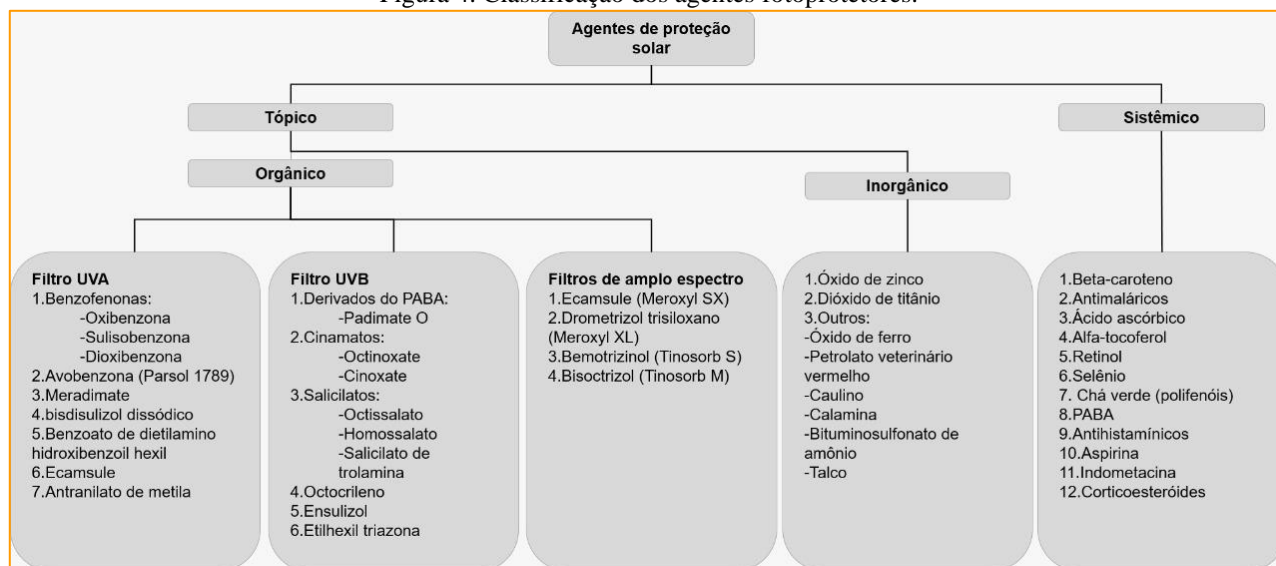 Figura 4: Classificação dos agentes fotoprotetores.
Agentes de proteção
solar
Tópico
Sistêmico
Orgânico
Inorgânico
Filtro UVA
1.Benzofenonas:
-Oxibenzona
-Sulisobenzona
-Dioxibenzona
2.Avobenzona (Parsol 1789)
3.Meradimate
4.bisdisulizol dissódico
5.Benzoato de dietilamino
hidroxibenzoil hexil
6.Ecamsule
7.Antranilato de metila
Filtro UVB
1.Derivados do PABA:
-Padimate O
2.Cinamatos:
-Octinoxate
-Cinoxate
3.Salicilatos:
-Octissalato
-Homossalato
-Salicilato de
trolamina
4.Octocrileno
5.Ensulizol
6.Etilhexil triazona
Filtros de amplo espectro
1.Ecamsule (Meroxyl SX)
2.Drometrizol trisiloxano
(Meroxyl XL)
3.Bemotrizinol (Tinosorb S)
4.Bisoctrizol (Tinosorb M)
1.Óxido de zinco
2.Dióxido de titânio
3.Outros:
-Óxido de ferro
-Petrolato veterinário
vermelho
-Caulino
-Calamina
-Bituminosulfonato de
amônio
-Talco
1.Beta-caroteno
2.Antimaláricos
3.Ácido ascórbico
4.Alfa-tocoferol
5.Retinol
6.Selênio
7. Chá verde (polifenóis)
8.PABA
9.Antihistamínicos
10.Aspirina
11.Indometacina
12.Corticoesteróides